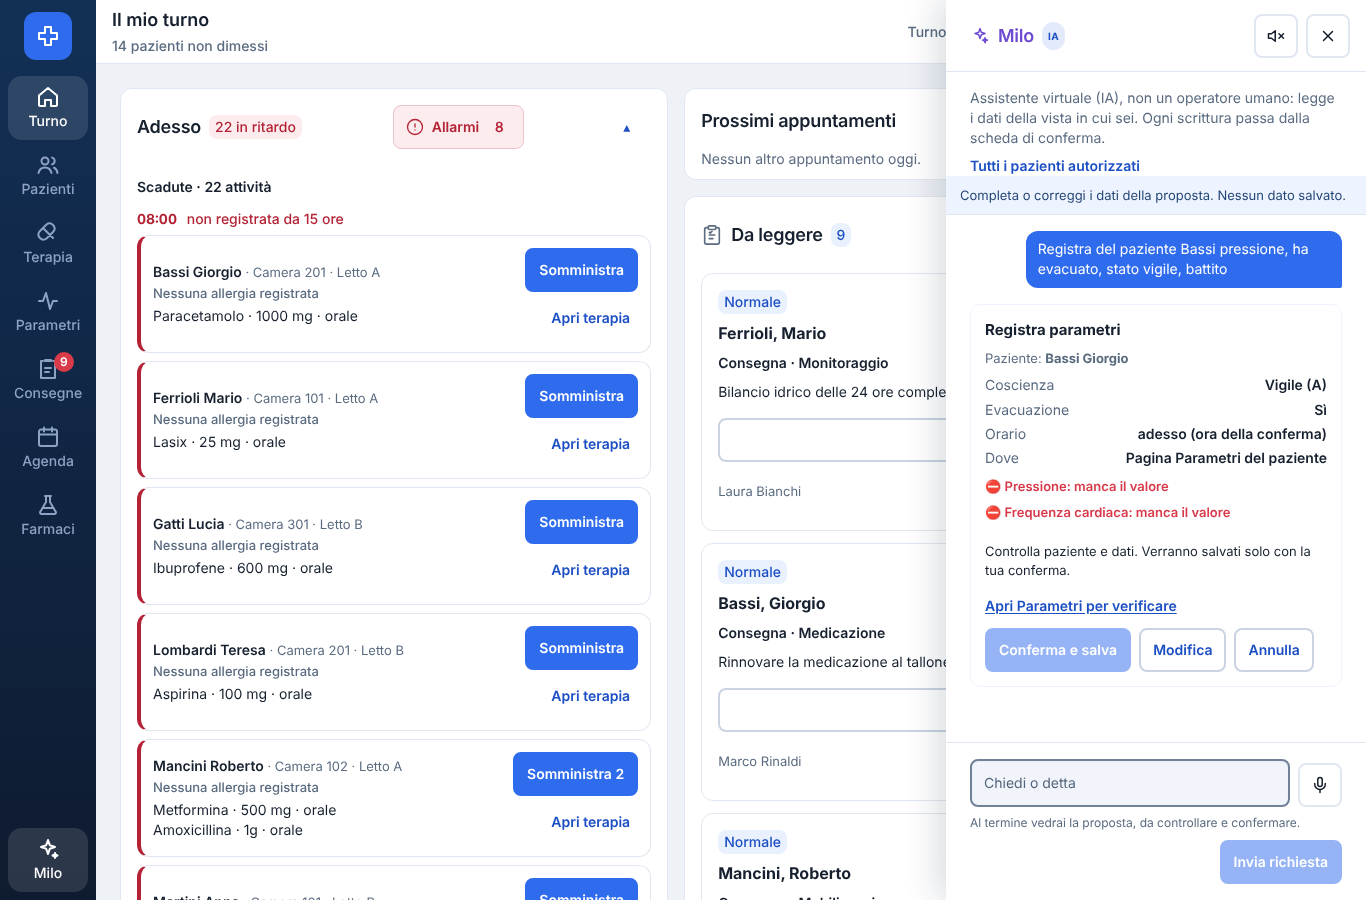 Turno
Pazienti
Terapia
Parametri
9
Consegne
Agenda
Farmaci
Milo
Il mio turno
14 pazienti non dimessi
Turno
Adesso
22 in ritardo
Allarmi 8
Scadute · 22 attività
08:00 non registrata da 15 ore
Bassi Giorgio · Camera 201 · Letto A
Nessuna allergia registrata
Paracetamolo · 1000 mg · orale
Somministra
Apri terapia
Ferrioli Mario · Camera 101 · Letto A
Nessuna allergia registrata
Lasix · 25 mg · orale
Somministra
Apri terapia
Gatti Lucia · Camera 301 · Letto B
Nessuna allergia registrata
Ibuprofene · 600 mg · orale
Somministra
Apri terapia
Lombardi Teresa · Camera 201 · Letto B
Nessuna allergia registrata
Aspirina · 100 mg · orale
Somministra
Apri terapia
Mancini Roberto · Camera 102 · Letto A
Nessuna allergia registrata
Metformina · 500 mg · orale
Amoxicillina · 1g · orale
Somministra 2
Apri terapia
Somministra
Prossimi appuntamenti
Nessun altro appuntamento oggi.
Da leggere 9
Normale
Ferrioli, Mario
Consegna · Monitoraggio
Bilancio idrico delle 24 ore comple
Laura Bianchi
Normale
Bassi, Giorgio
Consegna · Medicazione
Rinnovare la medicazione al tallone
Marco Rinaldi
Normale
Mancini, Roberto
Milo IA
Assistente virtuale (IA), non un operatore umano: legge
i dati della vista in cui sei. Ogni scrittura passa dalla
scheda di conferma.
Tutti i pazienti autorizzati
Completa o correggi i dati della proposta. Nessun dato salvato.
Registra del paziente Bassi pressione, ha
evacuato, stato vigile, battito
Registra parametri
Paziente: Bassi Giorgio
Coscienza Vigile (A)
Evacuazione Sì
Orario adesso (ora della conferma)
Dove Pagina Parametri del paziente
Pressione: manca il valore
Frequenza cardiaca: manca il valore
Controlla paziente e dati. Verranno salvati solo con la
tua conferma.
Apri Parametri per verificare
Conferma e salva
Modifica
Annulla
Chiedi o detta
Al termine vedrai la proposta, da controllare e confermare.
Invia richiesta